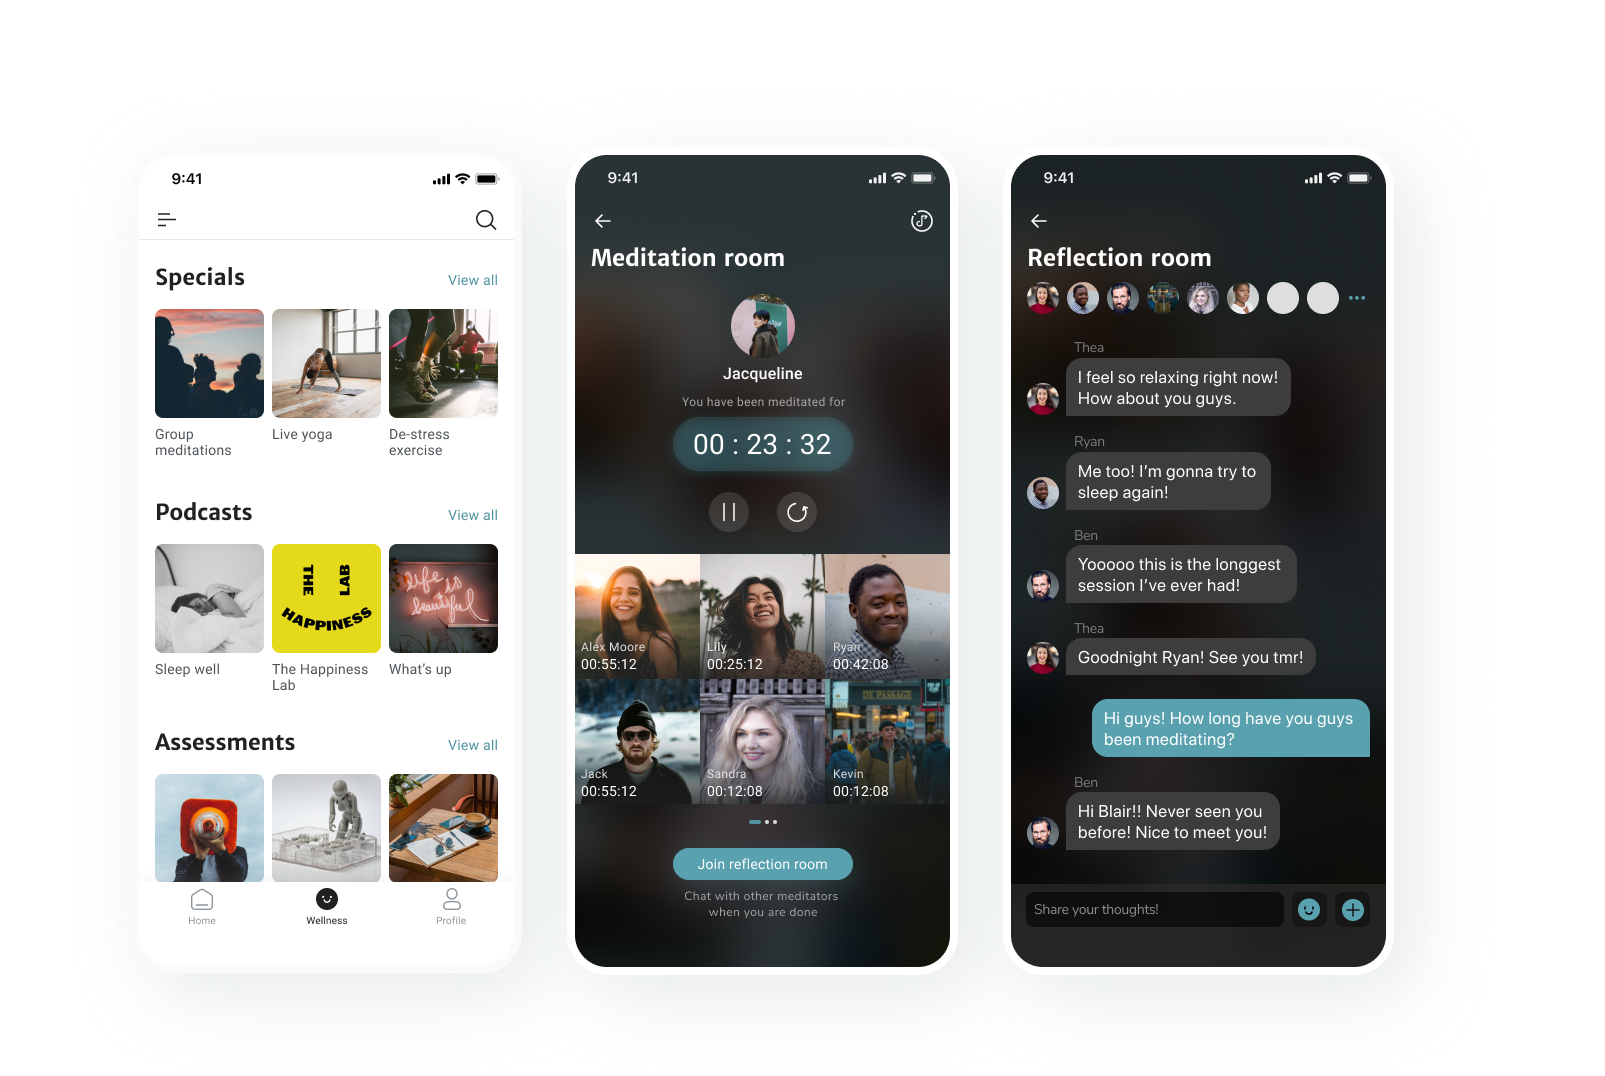 9:41
Specials
View all
Group
meditations
Live yoga
De-stress
exercise
Podcasts
View all
THE
LAB
HAPPINESS
life is
beautiful
Sleep well
The Happiness
Lab
What's up
Assessments
View all
Home
Wellness
Profile
9:41
Meditation room
Jacqueline
You have been meditated for
00 : 23 : 32
Alex Moore
00:55:12
Lily
00:25:12
Ryan
00:42:08
DE PASSAGE
Jack
00:55:12
Sandra
00:12:08
Kevin
00:12:08
Join reflection room
Chat with other meditators
when you are done
9:41
Reflection room
Thea
I feel so relaxing right now!
How about you guys.
Ryan
Me too! I’m gonna try to
sleep again!
Ben
Yooooo this is the longgest
session I’ve ever had!
Thea
Goodnight Ryan! See you tmr!
Hi guys! How long have you guys
been meditating?
Ben
Hi Blair!! Never seen you
before! Nice to meet you!
Share your thoughts!